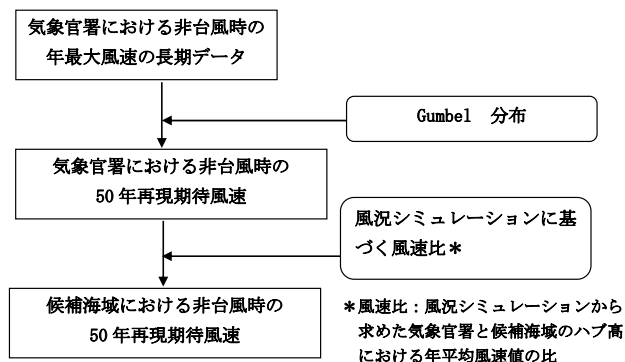 気象官署における非台風時の
年最大風速の長期データ
Gumbel 分布
気象官署における非台風時の
50年再現期待風速
風況シミュレーションに基
づく風速比＊
候補海域における非台風時の
50年再現期待風速
＊風速比：風況シミュレーションから
求めた気象官署と候補海域のハブ高
における年平均風速値の比